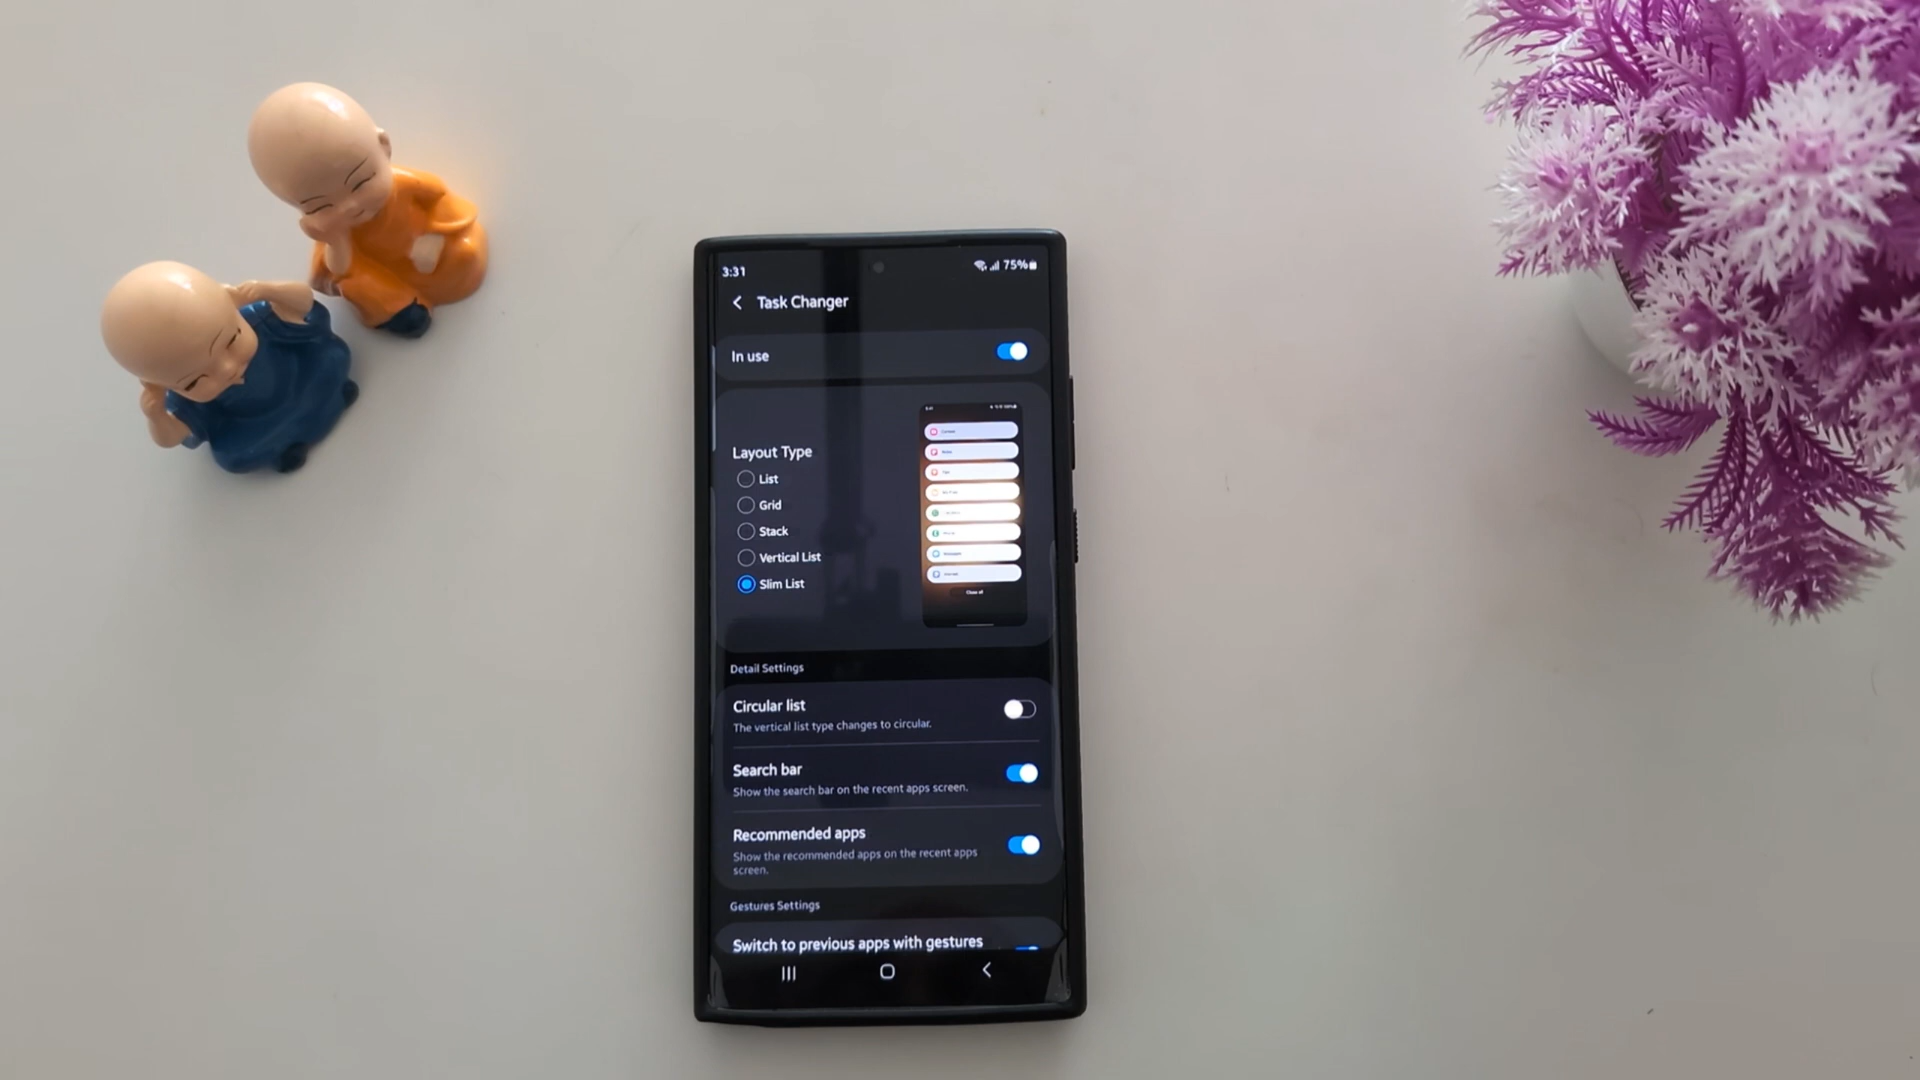 3:31
75%
Task Changer
In use
Layout Type
List
Grid
Stack
Vertical List
Slim List
Close all
Detail Settings
Circular list
The vertical list type changes to circular.
Search bar
Show the search bar on the recent apps screen.
Recommended apps
Show the recommended apps on the recent apps
screen.
Gestures Settings
Switch to previous apps with gestures